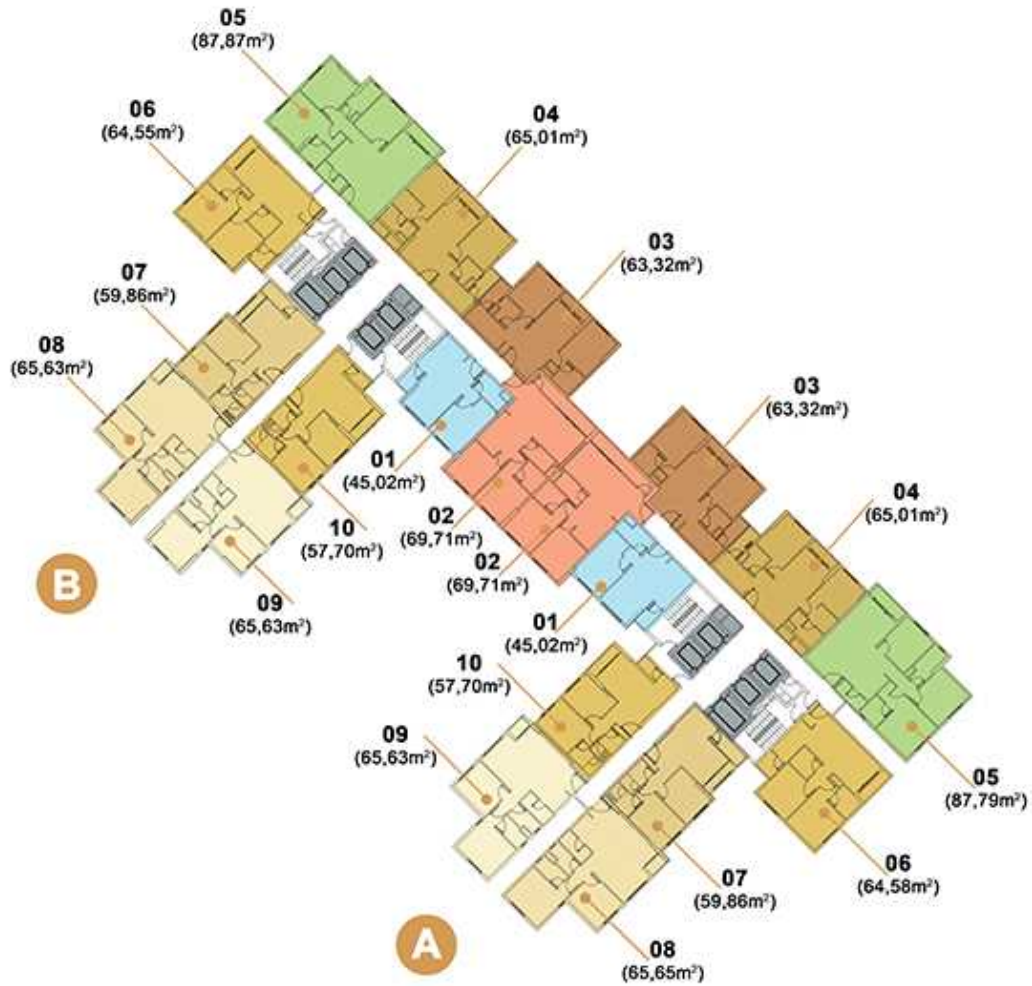 05
(87,87m²)
06
(64,55m²)
04
(65,01m²)
07
(59,86m²)
03
(63,32m²)
08
(65,63m²)
03
(63,32m²)
01
(45,02m²)
04
(65,01m²)
10
(57,70m²)
02
(69,71m²)
02
(69,71m²)
B
09
(65,63m²)
01
(45,02m²)
10
(57,70m²)
09
(65,63m²)
05
(87,79m²)
06
(64,58m²)
07
(59,86m²)
A
08
(65,65m²)